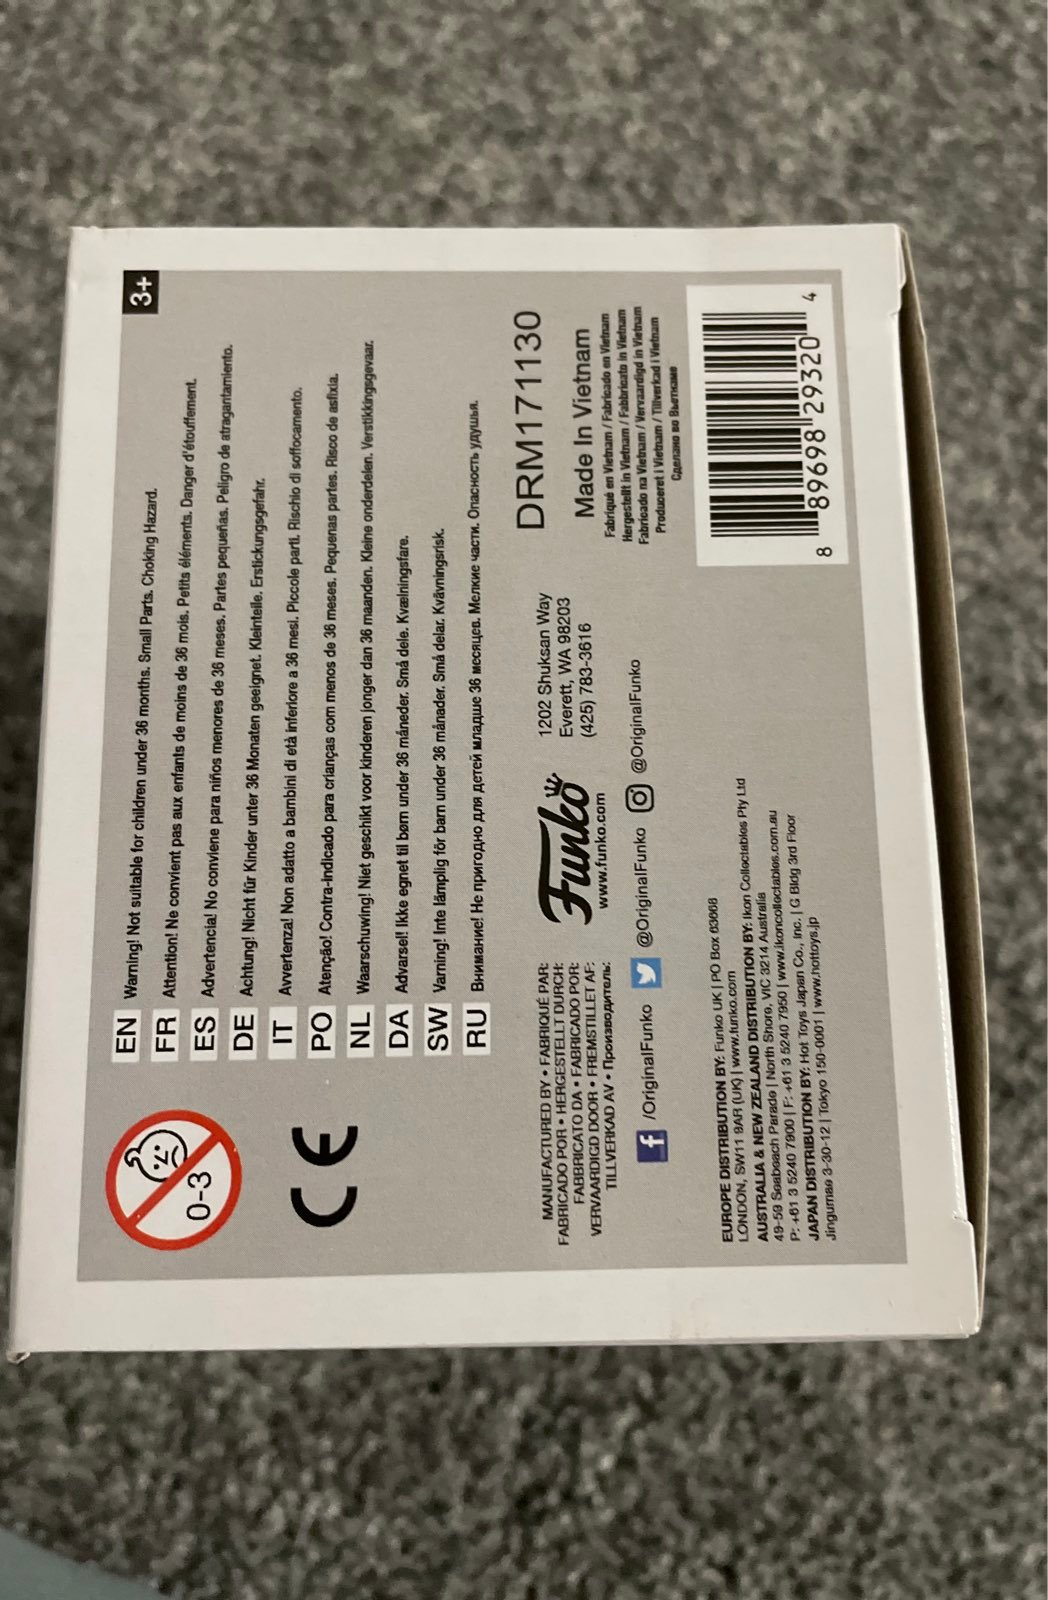 3+
0-3
EN Warning! Not suitable for children under 36 months. Small Parts. Choking Hazard.
FR Attention! Ne convient pas aux enfants de moins de 36 mois. Petits éléments. Danger d'étouffement.
ES Advertencia! No conviene para niños menores de 36 meses. Partes pequeñas. Peligro de atragantamiento.
DE Achtung! Nicht für Kinder unter 36 Monaten geeignet. Kleinteile. Erstickungsgefahr.
IT Avvertenza! Non adatto a bambini di età inferiore a 36 mesi. Piccole parti. Rischio di soffocamento.
PO Atenção! Contra-indicado para crianças com menos de 36 meses. Pequenas partes. Risco de asfixia.
NL Waarschuwing! Niet geschikt voor kinderen jonger dan 36 maanden. Kleine onderdelen. Verstikkingsgevaar.
DA Advarsel! Ikke egnet til børn under 36 måneder. Små dele. Kvælningsfare.
SW Varning! Inte lämplig för barn under 36 månader. Små delar. Kvävningsrisk.
RU Внимание! Не пригодно для детей младше 36 месяцев. Мелкие части. Опасность удушья.
CE
MANUFACTURED BY • FABRIQUÉ PAR:
FABRICADO POR • HERGESTELLT DURCH:
FABBRICATO DA • FABRICADO POR:
VERVAARDIGD DOOR • FREMSTILLET AF:
TILLVERKAD AV • Производитель:
Funko
www.funko.com
1202 Shuksan Way
Everett, WA 98203
(425) 783-3616
/OriginalFunko @OriginalFunko @OriginalFunko
DRM171130
Made In Vietnam
Fabriqué en Vietnam / Fabricado en Vietnam
Hergestellt in Vietnam / Fabbricato in Vietnam
Fabricado na Vietnam / Vervaardigd in Vietnam
Produceret i Vietnam / Tillverkad i Vietnam
Сделано во Вьетнаме
EUROPE DISTRIBUTION BY: Funko UK | PO Box 63668
LONDON, SW11 9AR (UK) | www.funko.com
AUSTRALIA & NEW ZEALAND DISTRIBUTION BY: Ikon Collectables Pty Ltd
49-59 Seabeach Parade | North Shore, VIC 3214 Australia
P: +61 3 5240 7900 | F: +61 3 5240 7950 | www.ikoncollectables.com.au
JAPAN DISTRIBUTION BY: Hot Toys Japan Co., Inc. | G Bldg 3rd Floor
Jingumae 3-30-12 | Tokyo 150-0001 | www.hottoys.jp
8 89698 29320 4